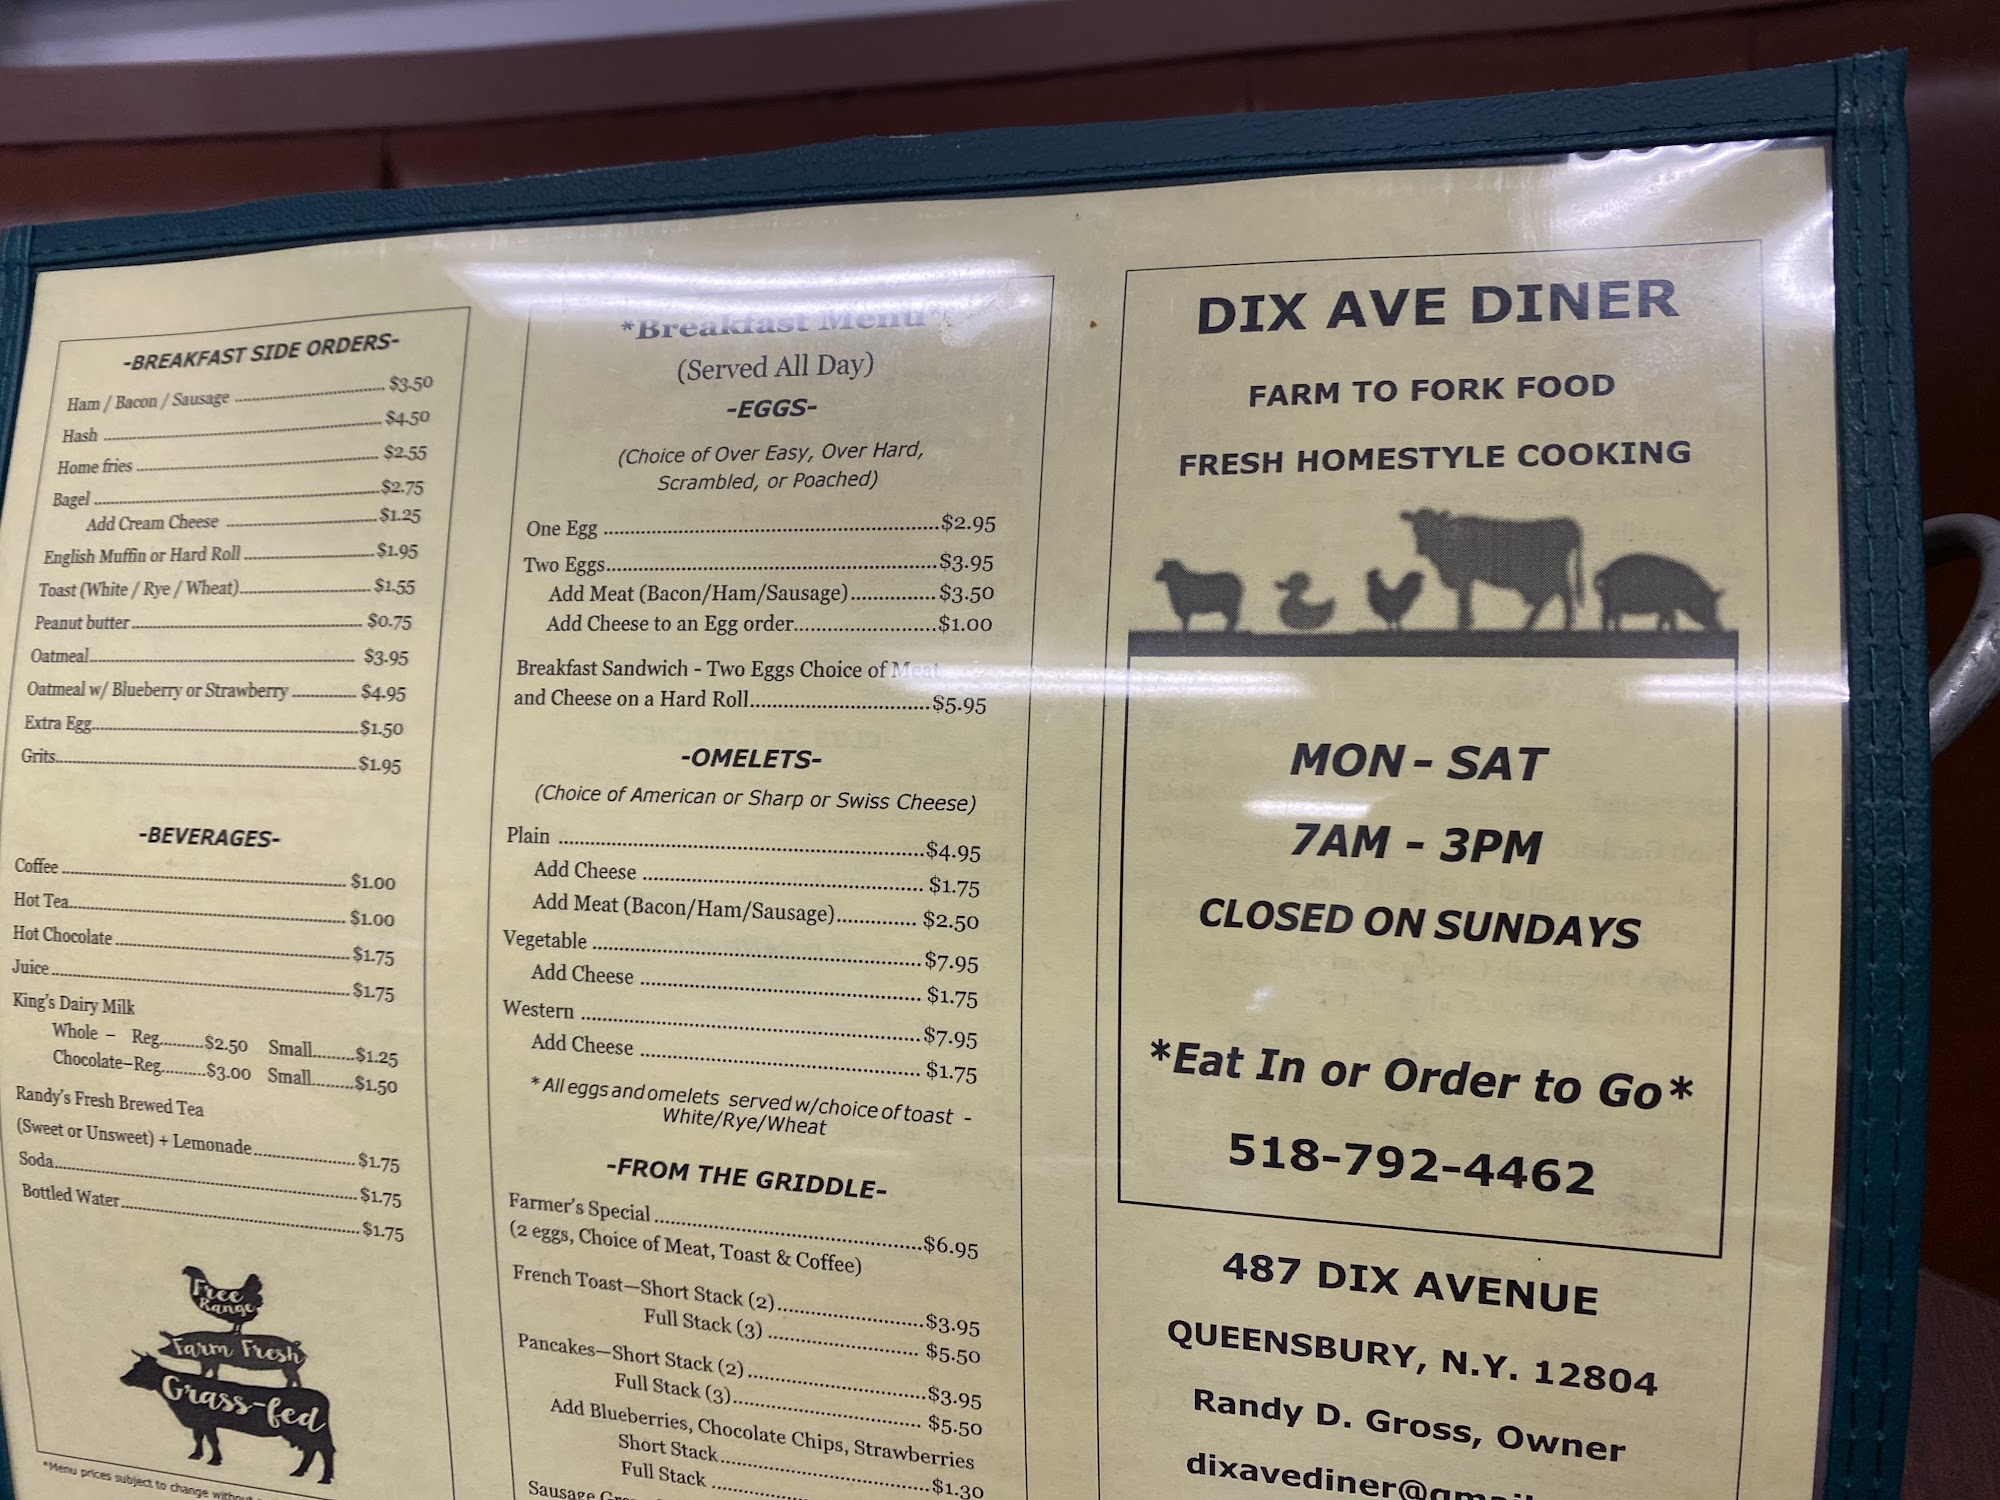 -BREAKFAST SIDE ORDERS-
Ham / Bacon / Sausage ........ $3.50
Hash ........ $4.50
Home fries ........ $2.55
Bagel ........ $2.75
Add Cream Cheese ........ $1.25
English Muffin or Hard Roll ........ $1.95
Toast (White / Rye / Wheat) ........ $1.55
Peanut butter ........ $0.75
Oatmeal ........ $3.95
Oatmeal w/ Blueberry or Strawberry ........ $4.95
Extra Egg ........ $1.50
Grits ........ $1.95
-BEVERAGES-
Coffee ........ $1.00
Hot Tea ........ $1.00
Hot Chocolate ........ $1.75
Juice ........ $1.75
King's Dairy Milk
Whole – Reg ........ $2.50 Small ........ $1.25
Chocolate–Reg ........ $3.00 Small ........ $1.50
Randy's Fresh Brewed Tea
(Sweet or Unsweet) + Lemonade ........ $1.75
Soda ........ $1.75
Bottled Water ........ $1.75
Free
Range
Farm Fresh
Grass-fed
*Menu prices subject to change
*Breakfast Menu*
(Served All Day)
-EGGS-
(Choice of Over Easy, Over Hard,
Scrambled, or Poached)
One Egg ........ $2.95
Two Eggs ........ $3.95
Add Meat (Bacon/Ham/Sausage) ........ $3.50
Add Cheese to an Egg order ........ $1.00
Breakfast Sandwich - Two Eggs Choice of Meat
and Cheese on a Hard Roll ........ $5.95
-OMELETS-
(Choice of American or Sharp or Swiss Cheese)
Plain ........ $4.95
Add Cheese ........ $1.75
Add Meat (Bacon/Ham/Sausage) ........ $2.50
Vegetable ........ $7.95
Add Cheese ........ $1.75
Western ........ $7.95
Add Cheese ........ $1.75
*All eggs and omelets served w/choice of toast -
White/Rye/Wheat
-FROM THE GRIDDLE-
Farmer's Special ........ $6.95
(2 eggs, Choice of Meat, Toast & Coffee)
French Toast—Short Stack (2) ........ $3.95
Full Stack (3) ........ $5.50
Pancakes—Short Stack (2) ........ $3.95
Full Stack (3) ........ $5.50
Add Blueberries, Chocolate Chips, Strawberries
Short Stack ........ $1.30
Full Stack ........
Sausage
DIX AVE DINER
FARM TO FORK FOOD
FRESH HOMESTYLE COOKING
MON - SAT
7AM - 3PM
CLOSED ON SUNDAYS
*Eat In or Order to Go*
518-792-4462
487 DIX AVENUE
QUEENSBURY, N.Y. 12804
Randy D. Gross, Owner
dixavediner@gmail